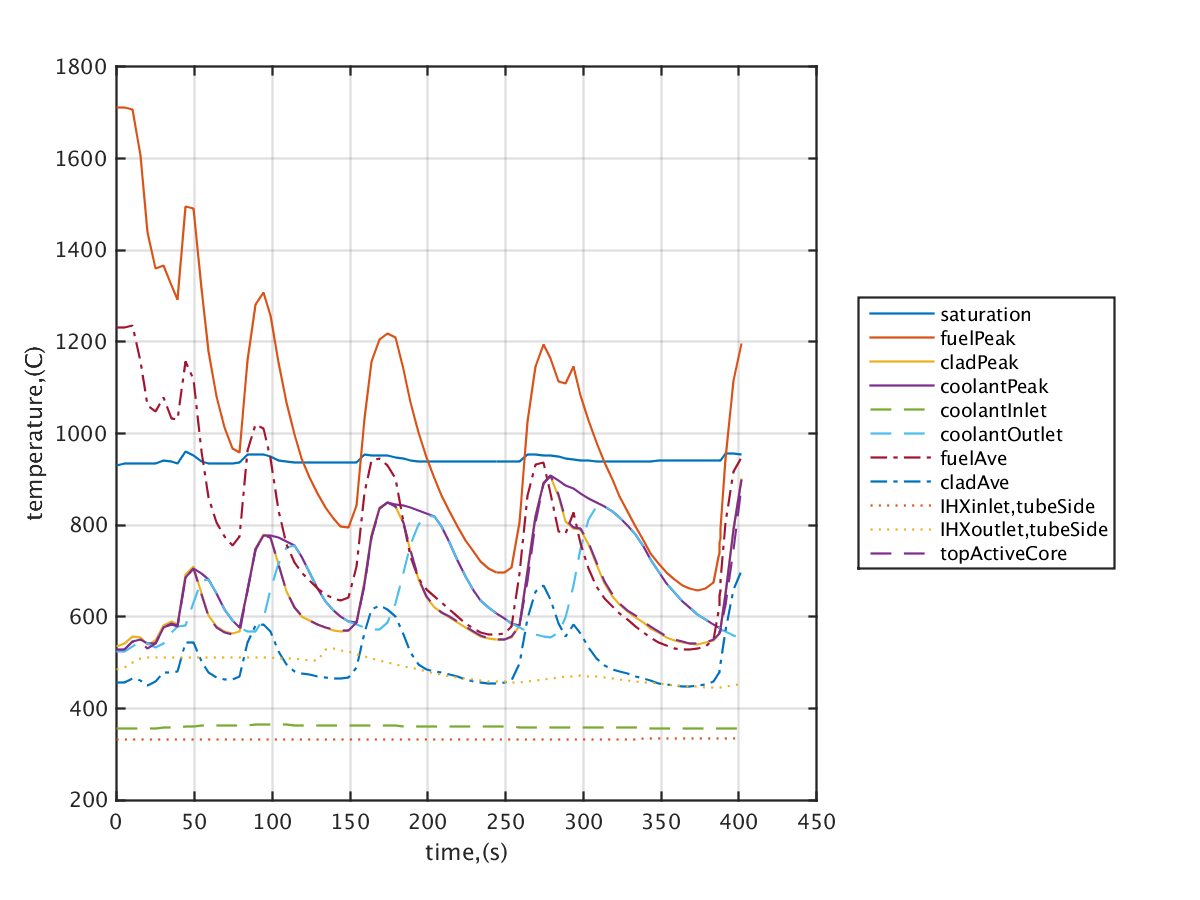 1800
1600
1400
1200
1000
800
600
400
200
temperature,(C)
0 50 100 150 200 250 300 350 400 450
time,(s)
saturation
fuelPeak
cladPeak
coolantPeak
coolantInlet
coolantOutlet
fuelAve
cladAve
IHXinlet,tubeSide
IHXoutlet,tubeSide
topActiveCore